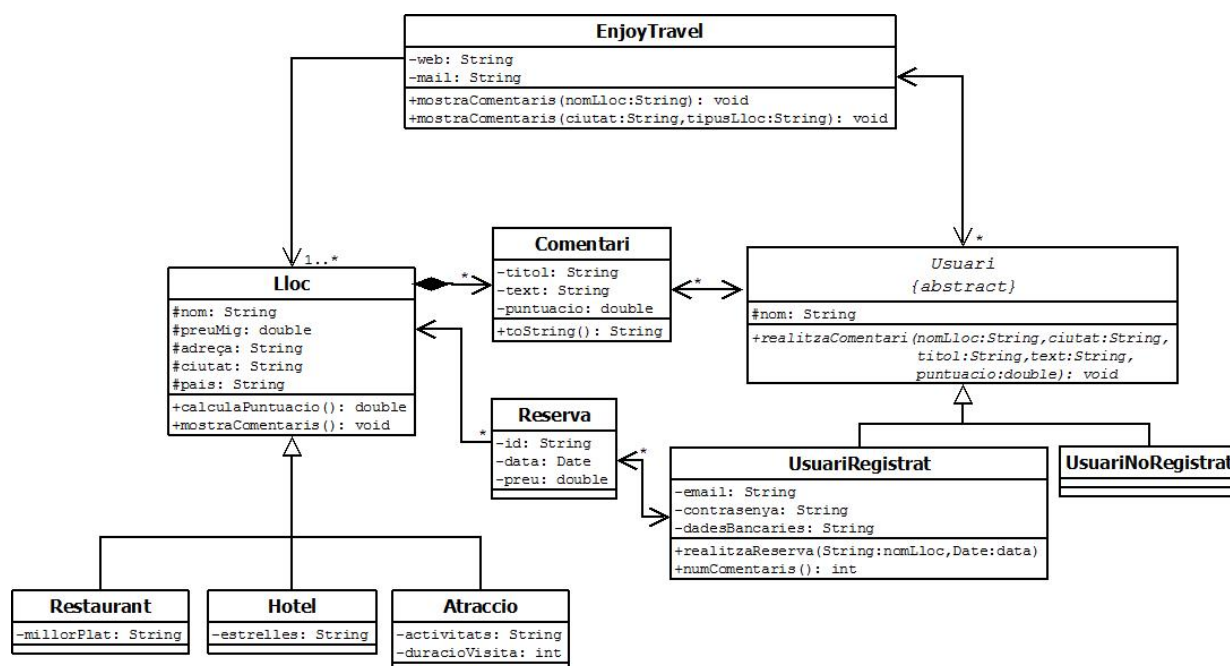 EnjoyTravel
-web: String
-mail: String
+mostraComentaris(nomLloc:String): void
+mostraComentaris(ciutat:String,tipusLloc:String): void
1..*
*
Lloc
#nom: String
#preuMig: double
#adreça: String
#ciutat: String
#pais: String
+calculaPuntuacio(): double
+mostraComentaris(): void
*
Comentari
-titol: String
-text: String
-puntuacio: double
+toString(): String
*
Usuari
{abstract}
#nom: String
+realitzaComentari(nomLloc:String,ciutat:String,
titol:String,text:String,
puntuacio:double): void
*
Reserva
-id: String
-data: Date
-preu: double
*
UsuariRegistrat
-email: String
-contrasenya: String
-dadesBancaries: String
+realitzaReserva(String:nomLloc,Date:data)
+numComentaris(): int
UsuariNoRegistrat
Restaurant
-millorPlat: String
Hotel
-estrelles: String
Atraccio
-activitats: String
-duracioVisita: int